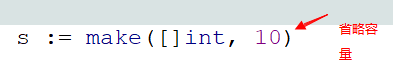 s := make([]int, 10)
省略容
量